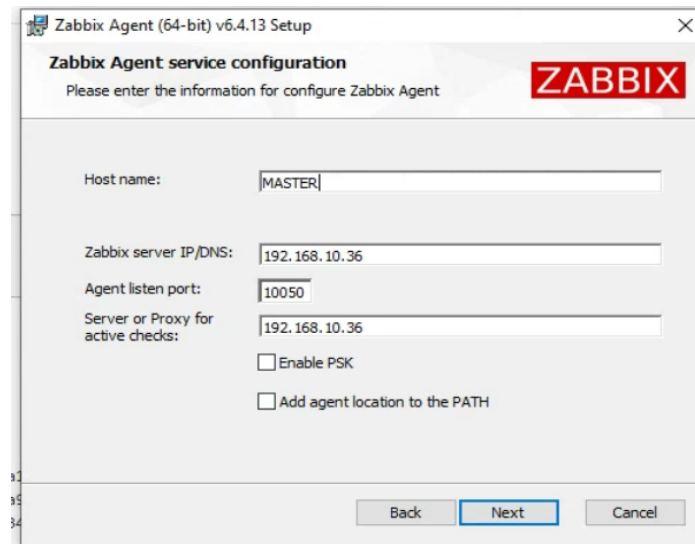 Zabbix Agent (64-bit) v6.4.13 Setup
Zabbix Agent service configuration
Please enter the information for configure Zabbix Agent
ZABBIX
Host name:
MASTER
Zabbix server IP/DNS:
192.168.10.36
Agent listen port:
10050
Server or Proxy for
active checks:
192.168.10.36
Enable PSK
Add agent location to the PATH
Back
Next
Cancel